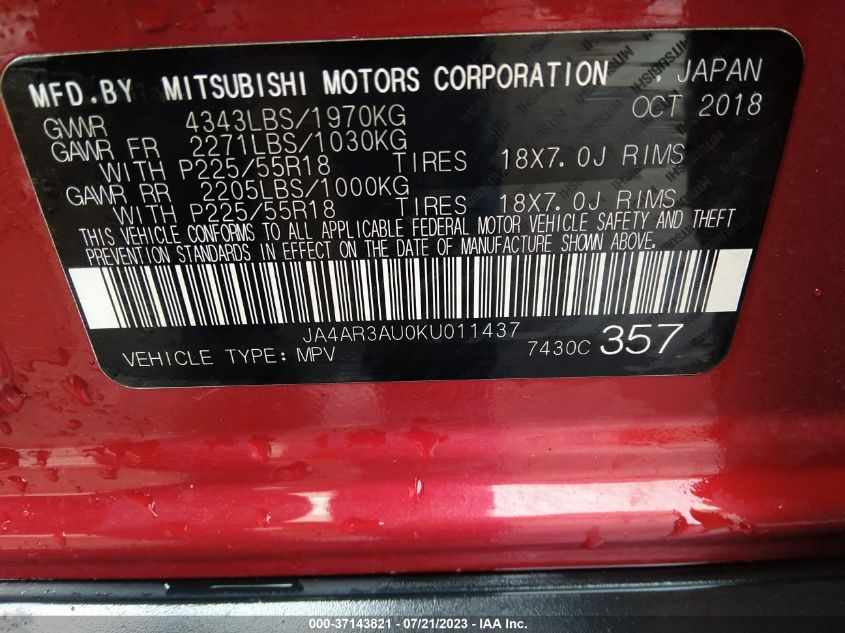 MFD.BY MITSUBISHI MOTORS CORPORATION , JAPAN
OCT 2018
GVWR 4343LBS/1970KG
GAWR FR 2271LBS/1030KG
WITH P225/55R18 TIRES 18X7.0J RIMS
GAWR RR 2205LBS/1000KG
WITH P225/55R18 TIRES 18X7.0J RIMS
THIS VEHICLE CONFORMS TO ALL APPLICABLE FEDERAL MOTOR VEHICLE SAFETY AND THEFT
PREVENTION STANDARDS IN EFFECT ON THE DATE OF MANUFACTURE SHOWN ABOVE.
JA4AR3AU0KU011437
VEHICLE TYPE: MPV 7430C 357
000-37143821 - 07/21/2023 - IAA Inc.